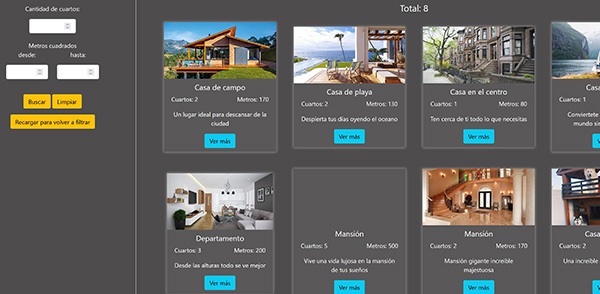 Total: 8
Cantidad de cuartos:
Metros cuadrados
desde: hasta:
Buscar Limpiar
Recargar para volver a filtrar
Casa de campo
Cuartos: 2 Metros: 170
Un lugar ideal para descansar de la
ciudad
Ver más
Casa de playa
Cuartos: 2 Metros: 130
Despierta tus días oyendo el oceano
Ver más
Casa en el centro
Cuartos: 1 Metros: 80
Ten cerca de ti todo lo que necesitas
Ver más
Casa
Cuartos: 1
Conviertete
mundo sin
Departamento
Cuartos: 3 Metros: 200
Desde las alturas todo se ve mejor
Ver más
Mansión
Cuartos: 5 Metros: 500
Vive una vida lujosa en la mansión
de tus sueños
Ver más
Mansión
Cuartos: 2 Metros: 170
Mansión gigante increible
majestuosa
Ver más
Casa
Cuartos: 2
Una increible